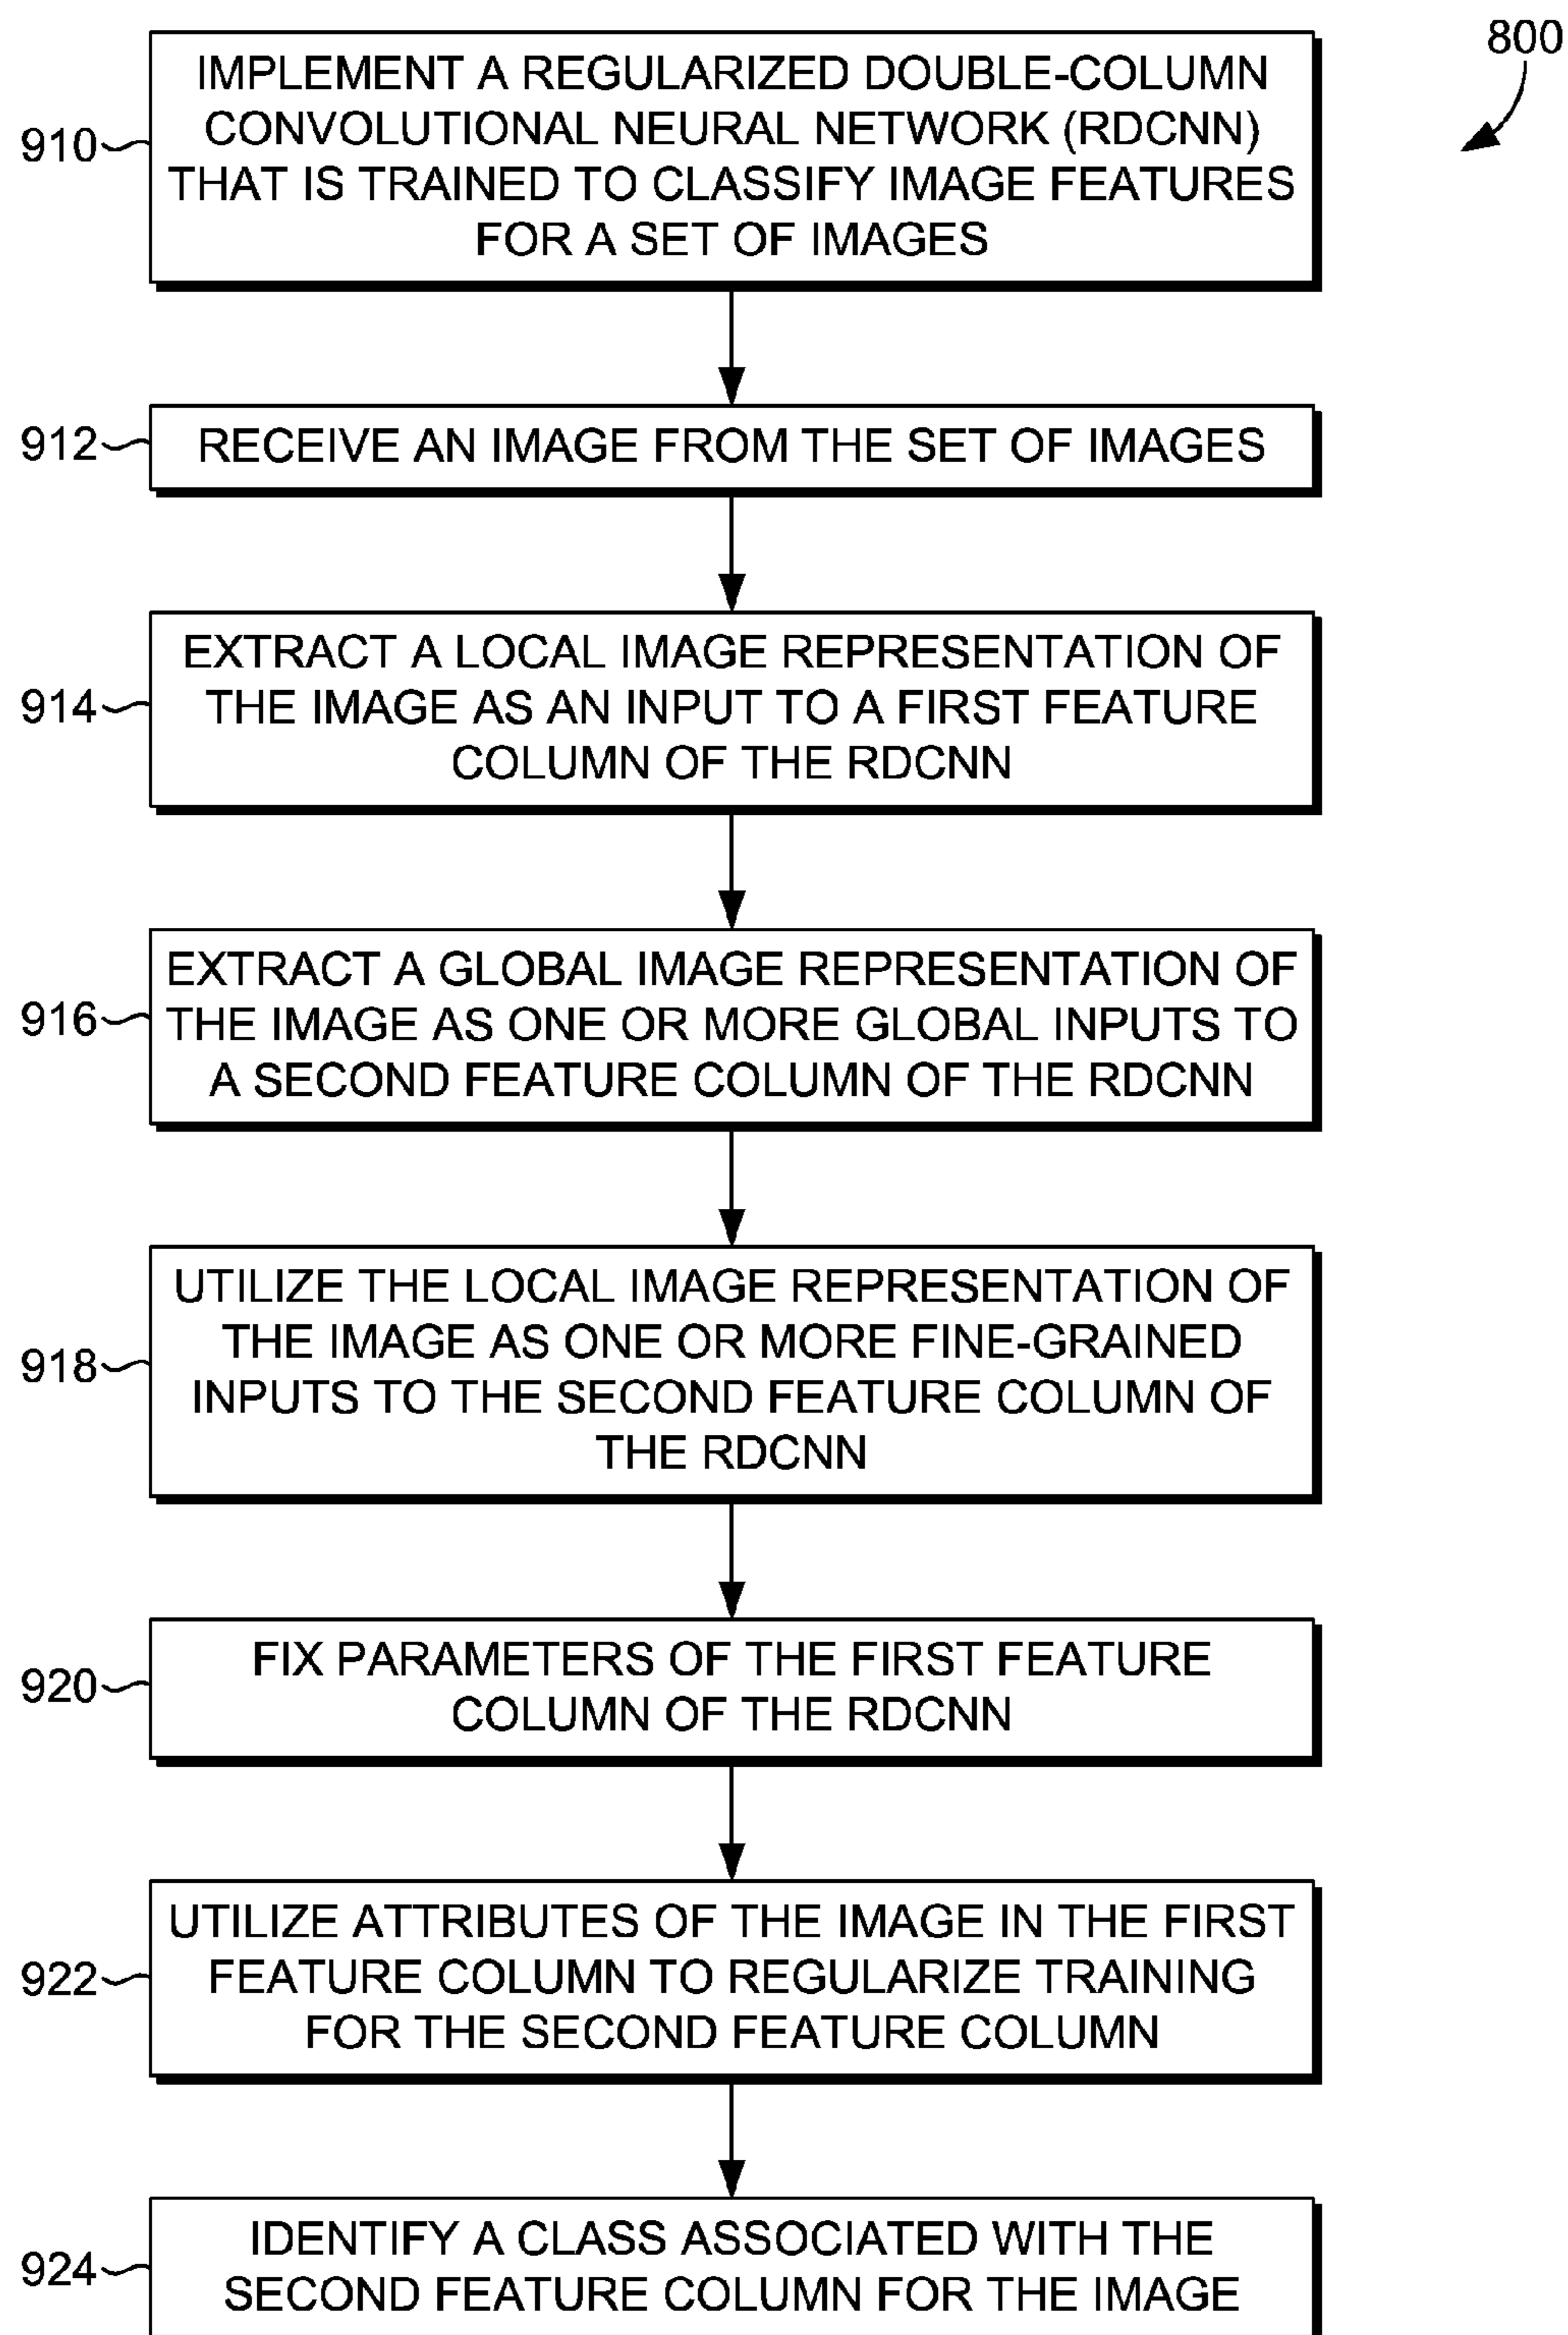 800
IMPLEMENT A REGULARIZED DOUBLE-COLUMN
CONVOLUTIONAL NEURAL NETWORK (RDCNN)
THAT IS TRAINED TO CLASSIFY IMAGE FEATURES
FOR A SET OF IMAGES
910
912
RECEIVE AN IMAGE FROM THE SET OF IMAGES
EXTRACT A LOCAL IMAGE REPRESENTATION OF
THE IMAGE AS AN INPUT TO A FIRST FEATURE
COLUMN OF THE RDCNN
914
EXTRACT A GLOBAL IMAGE REPRESENTATION OF
THE IMAGE AS ONE OR MORE GLOBAL INPUTS TO
A SECOND FEATURE COLUMN OF THE RDCNN
916
UTILIZE THE LOCAL IMAGE REPRESENTATION OF
THE IMAGE AS ONE OR MORE FINE-GRAINED
INPUTS TO THE SECOND FEATURE COLUMN OF
THE RDCNN
918
FIX PARAMETERS OF THE FIRST FEATURE
COLUMN OF THE RDCNN
920
UTILIZE ATTRIBUTES OF THE IMAGE IN THE FIRST
FEATURE COLUMN TO REGULARIZE TRAINING
FOR THE SECOND FEATURE COLUMN
922
IDENTIFY A CLASS ASSOCIATED WITH THE
SECOND FEATURE COLUMN FOR THE IMAGE
924